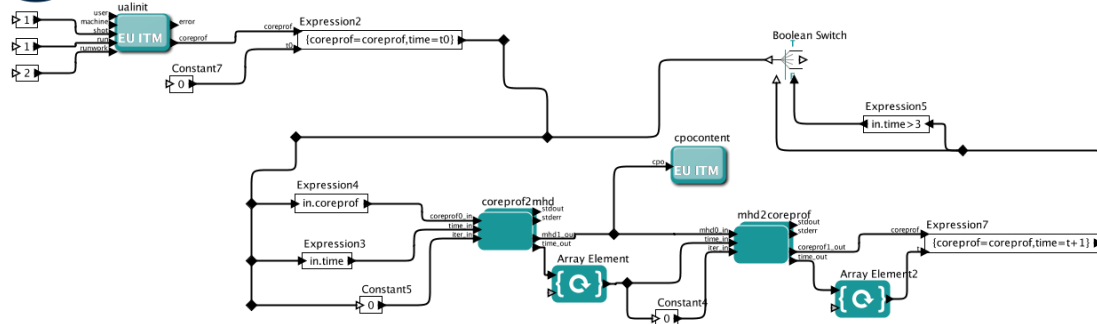 ualinit
user
machine
shot
run
runwork
error
coreprof
EU ITM
1
1
2
Expression2
coreprof
t0
{coreprof=coreprof,time=t0}
Constant7
0
Boolean Switch
T
Expression5
in.time>3
cpocontent
cpo
EU ITM
Expression4
in.coreprof
Expression3
in.time
Constant5
0
coreprof2mhd
coreprof0_in
time_in
iter_in
stdout
stderr
mhd1_out
time_out
Array Element
{ }
Constant4
0
mhd2coreprof
mhd0_in
time_in
iter_in
stdout
stderr
coreprof1_out
time_out
Array Element2
{ }
Expression7
coreprof
t
{coreprof=coreprof,time=t+1}